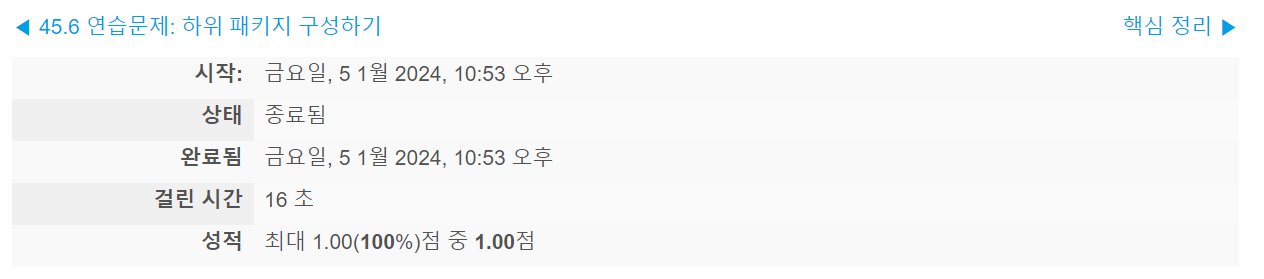 ◀ 45.6 연습문제: 하위 패키지 구성하기
핵심 정리 ▶
시작: 금요일, 5 1월 2024, 10:53 오후
상태 종료됨
완료됨 금요일, 5 1월 2024, 10:53 오후
걸린 시간 16 초
성적 최대 1.00(100%)점 중 1.00점